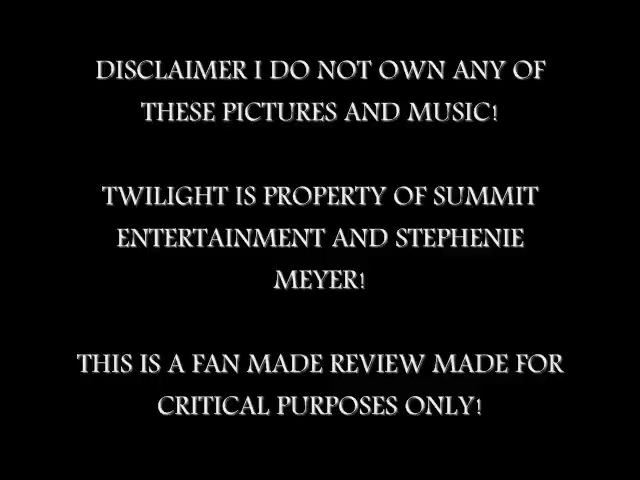 DISCLAIMER I DO NOT OWN ANY OF
THESE PICTURES AND MUSIC!
TWILIGHT IS PROPERTY OF SUMMIT
ENTERTAINMENT AND STEPHENIE
MEYER!
THIS IS A FAN MADE REVIEW MADE FOR
CRITICAL PURPOSES ONLY!